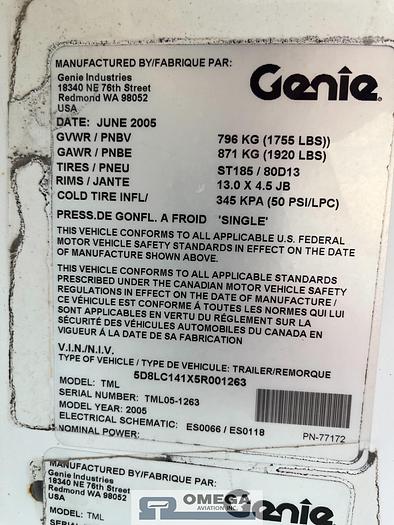 MANUFACTURED BY/FABRIQUE PAR:
Genie Industries
18340 NE 76th Street
Redmond WA 98052
USA
Genie
DATE: JUNE 2005
GVWR / PNBV 796 KG (1755 LBS))
GAWR / PNBE 871 KG (1920 LBS)
TIRES / PNEU ST185 / 80D13
RIMS / JANTE 13.0 X 4.5 JB
COLD TIRE INFL/ 345 KPA (50 PSI/LPC)
PRESS.DE GONFL. A FROID 'SINGLE'
THIS VEHICLE CONFORMS TO ALL APPLICABLE U.S. FEDERAL
MOTOR VEHICLE SAFETY STANDARDS IN EFFECT ON THE DATE
OF MANUFACTURE SHOWN ABOVE.
THIS VEHICLE CONFORMS TO ALL APPLICABLE STANDARDS
PRESCRIBED UNDER THE CANADIAN MOTOR VEHICLE SAFETY
REGULATIONS IN EFFECT ON THE DATE OF MANUFACTURE /
CE VÉHICULE EST CONFORME À TOUTES LES NORMES QUI LUI
SONT APPLICABLES EN VERTU DU RÉGLEMENT SUR LA
SÉCURITÉ DES VÉHICULES AUTOMOBILES DU CANADA EN
VIGUEUR À LA DATE DE SA FABRICATION
V.I.N./N.I.V.
TYPE OF VEHICLE / TYPE DE VÉHICULE: TRAILER/REMORQUE
5D8LC141X5R001263
MODEL: TML
SERIAL NUMBER: TML05-1263
MODEL YEAR: 2005
ELECTRICAL SCHEMATIC: ES0066 / ES0118
NOMINAL POWER:
PN-77172
MANUFACTURED BY/FABRIQUE PAR:
Genie Industries
18340 NE 76th Street
Redmond WA 98052
USA
Genie
MODEL: TML
OMEGA
AVIATION, INC.